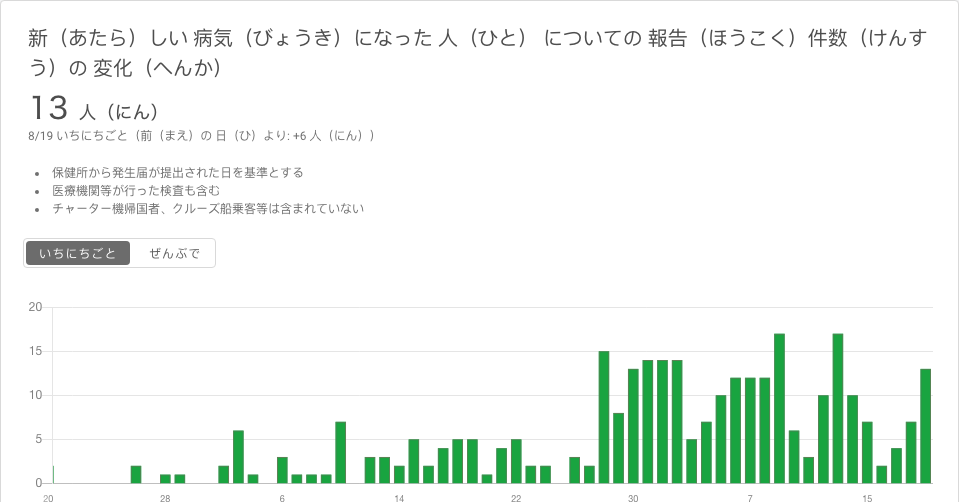 新（あたら）しい 病気（びょうき）になった 人（ひと） についての 報告（ほうこく）件数（けんす
う）の 変化（へんか）
13 人（にん）
8/19 いちにちごと（前（まえ）の 日（ひ）より: +6 人（にん））
• 保健所から発生届が提出された日を基準とする
• 医療機関等が行った検査も含む
• チャーター機帰国者、クルーズ船乗客等は含まれていない
いちにちごと ぜんぶで
20
15
10
5
0
20 28 6 14 22 30 7 15